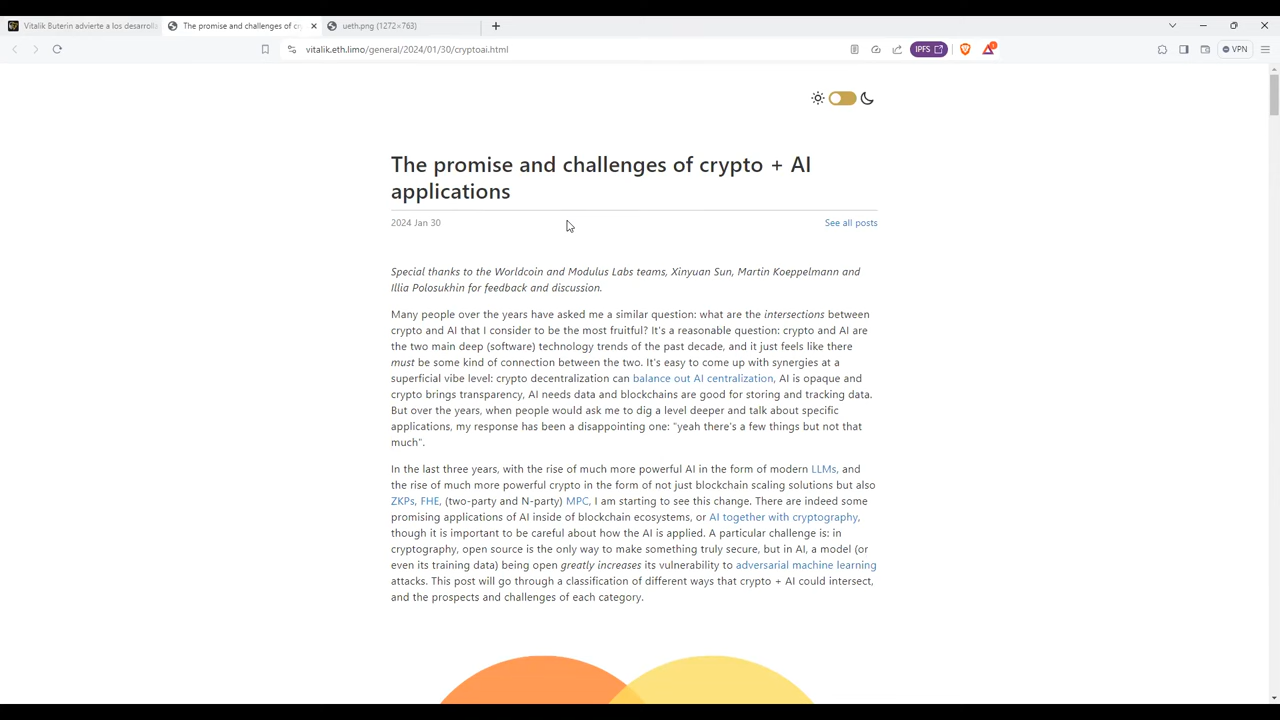 Vitalik Buterin advierte a los desarrolla
The promise and challenges of cr
ueth.png (1272×763)
vitalik.eth.limo/general/2024/01/30/cryptoai.html
IPFS
VPN
The promise and challenges of crypto + AI
applications
2024 Jan 30
See all posts
Special thanks to the Worldcoin and Modulus Labs teams, Xinyuan Sun, Martin Koeppelmann and
Illia Polosukhin for feedback and discussion.
Many people over the years have asked me a similar question: what are the intersections between
crypto and AI that I consider to be the most fruitful? It's a reasonable question: crypto and AI are
the two main deep (software) technology trends of the past decade, and it just feels like there
must be some kind of connection between the two. It's easy to come up with synergies at a
superficial vibe level: crypto decentralization can balance out AI centralization, AI is opaque and
crypto brings transparency, AI needs data and blockchains are good for storing and tracking data.
But over the years, when people would ask me to dig a level deeper and talk about specific
applications, my response has been a disappointing one: "yeah there's a few things but not that
much".
In the last three years, with the rise of much more powerful AI in the form of modern LLMs, and
the rise of much more powerful crypto in the form of not just blockchain scaling solutions but also
ZKPs, FHE, (two-party and N-party) MPC, I am starting to see this change. There are indeed some
promising applications of AI inside of blockchain ecosystems, or AI together with cryptography,
though it is important to be careful about how the AI is applied. A particular challenge is: in
cryptography, open source is the only way to make something truly secure, but in AI, a model (or
even its training data) being open greatly increases its vulnerability to adversarial machine learning
attacks. This post will go through a classification of different ways that crypto + AI could intersect,
and the prospects and challenges of each category.